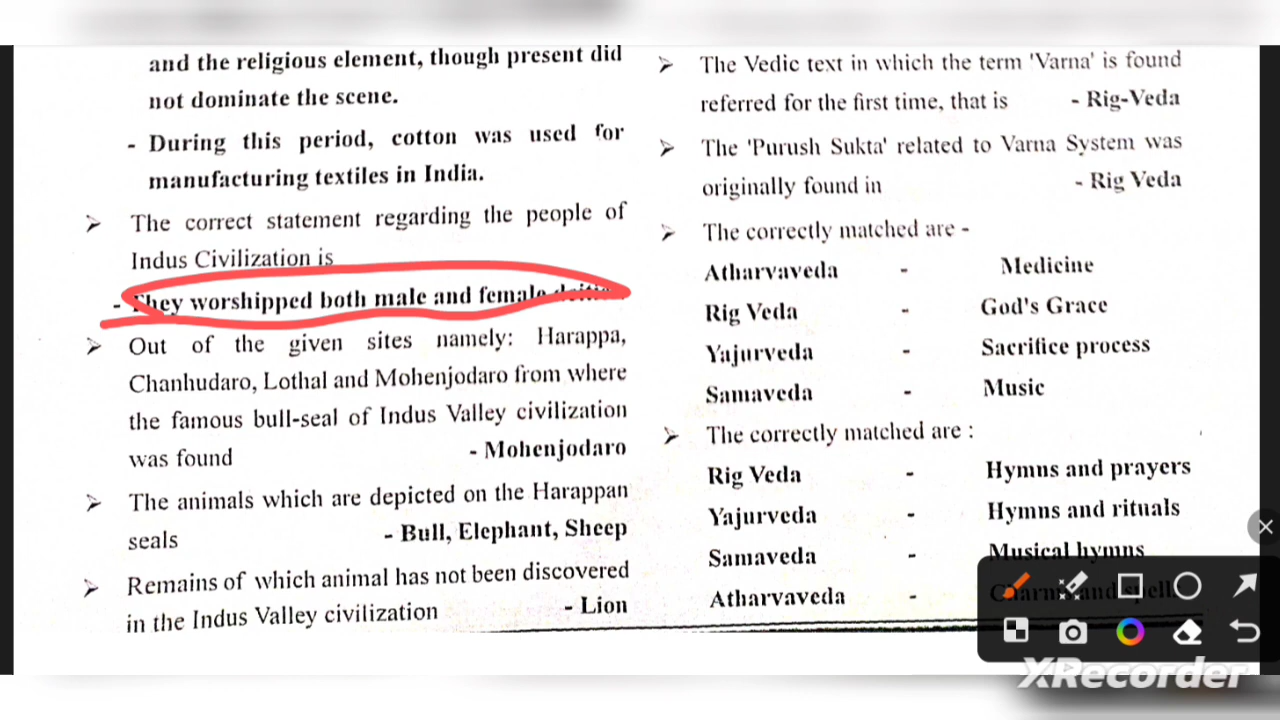 and the religious element, though present did
not dominate the scene.
- During this period, cotton was used for
manufacturing textiles in India.
➢ The correct statement regarding the people of
Indus Civilization is
- They worshipped both male and female
➢ Out of the given sites namely: Harappa,
Chanhudaro, Lothal and Mohenjodaro from where
the famous bull-seal of Indus Valley civilization
was found - Mohenjodaro
➢ The animals which are depicted on the Harappan
seals - Bull, Elephant, Sheep
➢ Remains of which animal has not been discovered
in the Indus Valley civilization - Lion
➢ The Vedic text in which the term 'Varna' is found
referred for the first time, that is - Rig-Veda
➢ The 'Purush Sukta' related to Varna System was
originally found in - Rig Veda
➢ The correctly matched are -
Atharvaveda - Medicine
Rig Veda - God's Grace
Yajurveda - Sacrifice process
Samaveda - Music
➢ The correctly matched are :
Rig Veda - Hymns and prayers
Yajurveda - Hymns and rituals
Samaveda - Musical hymns
Atharvaveda -
XRecorder